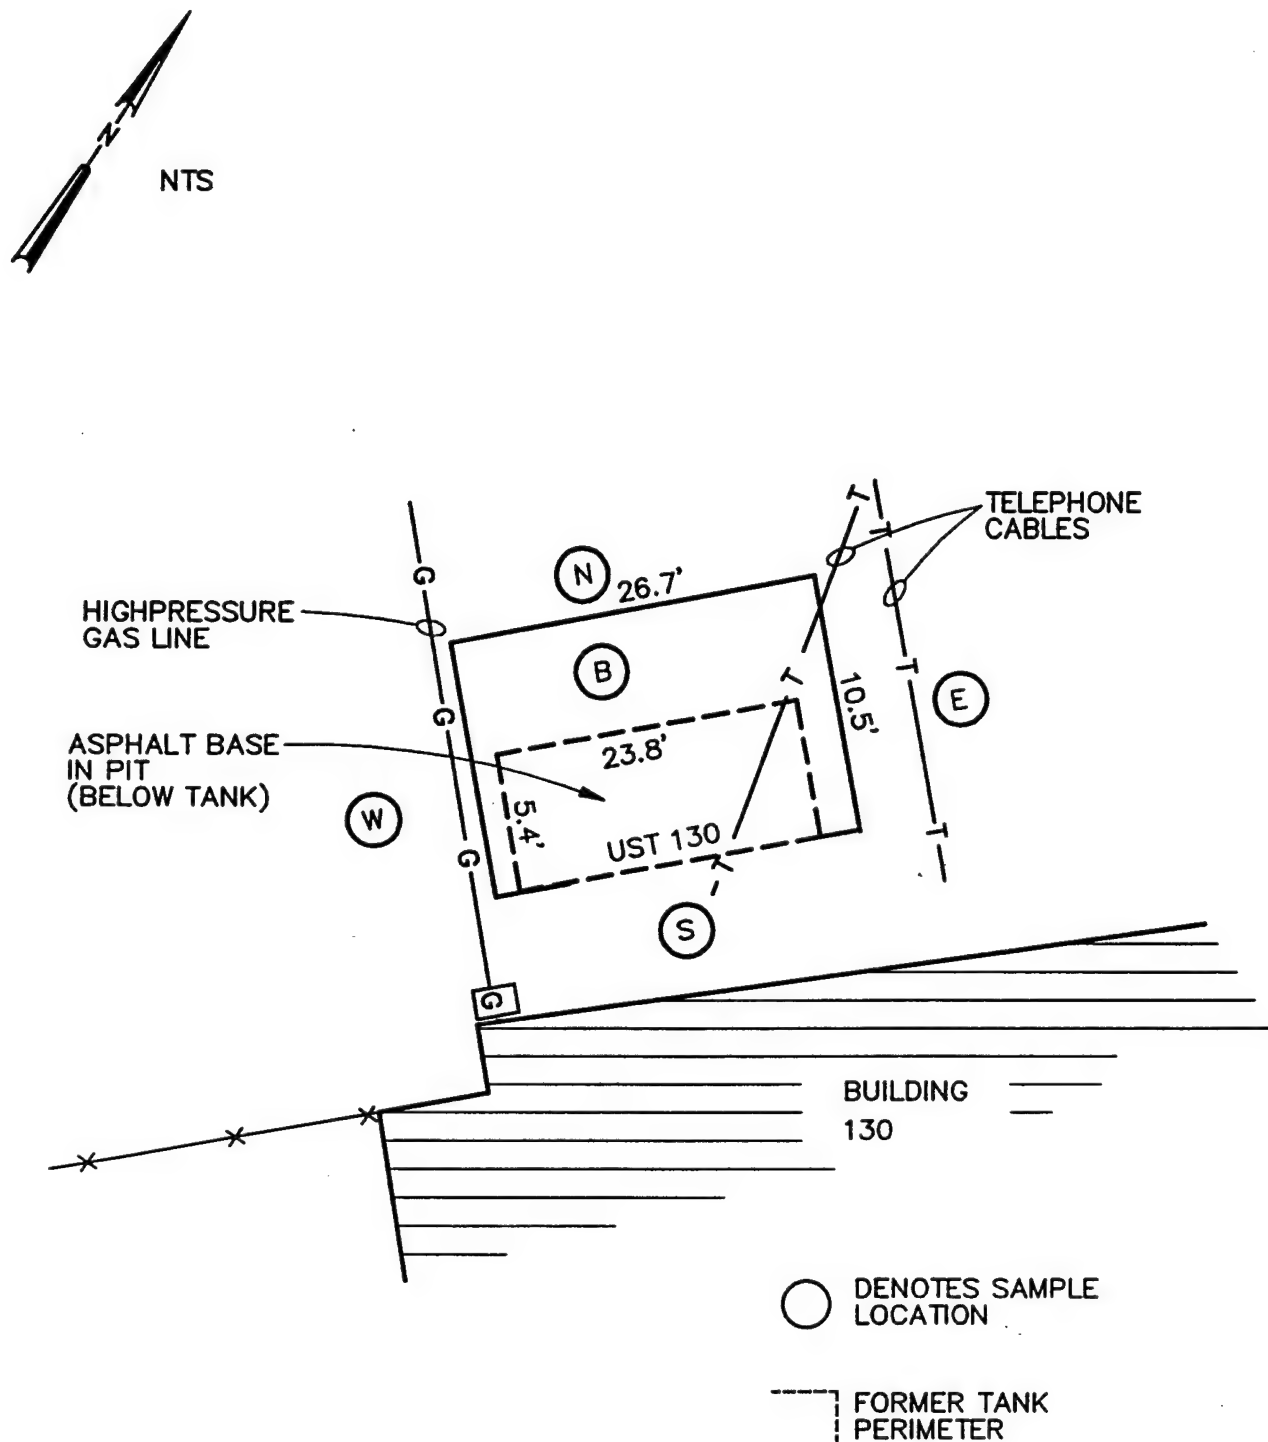 N
NTS
TELEPHONE
CABLES
T
T
G
N
26.7'
HIGHPRESSURE
GAS LINE
B
T
T
E
10.5'
G
ASPHALT BASE
IN PIT
(BELOW TANK)
23.8'
W
5.4'
UST 130
T
G
T
S
G
BUILDING
130
DENOTES SAMPLE
LOCATION
FORMER TANK
PERIMETER